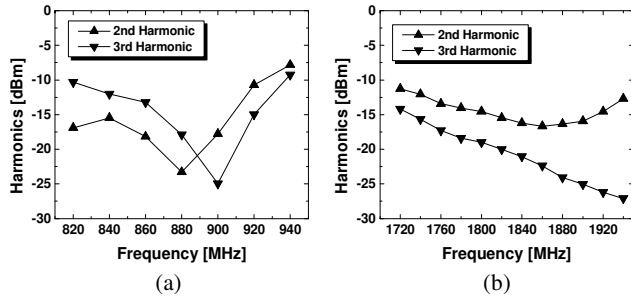 0
-5
-10
-15
-20
-25
-30
Harmonics [dBm]
2nd Harmonic
3rd Harmonic
820 840 860 880 900 920 940
Frequency [MHz]
(a)
0
-5
-10
-15
-20
-25
-30
Harmonics [dBm]
2nd Harmonic
3rd Harmonic
1720 1760 1800 1840 1880 1920
Frequency [MHz]
(b)